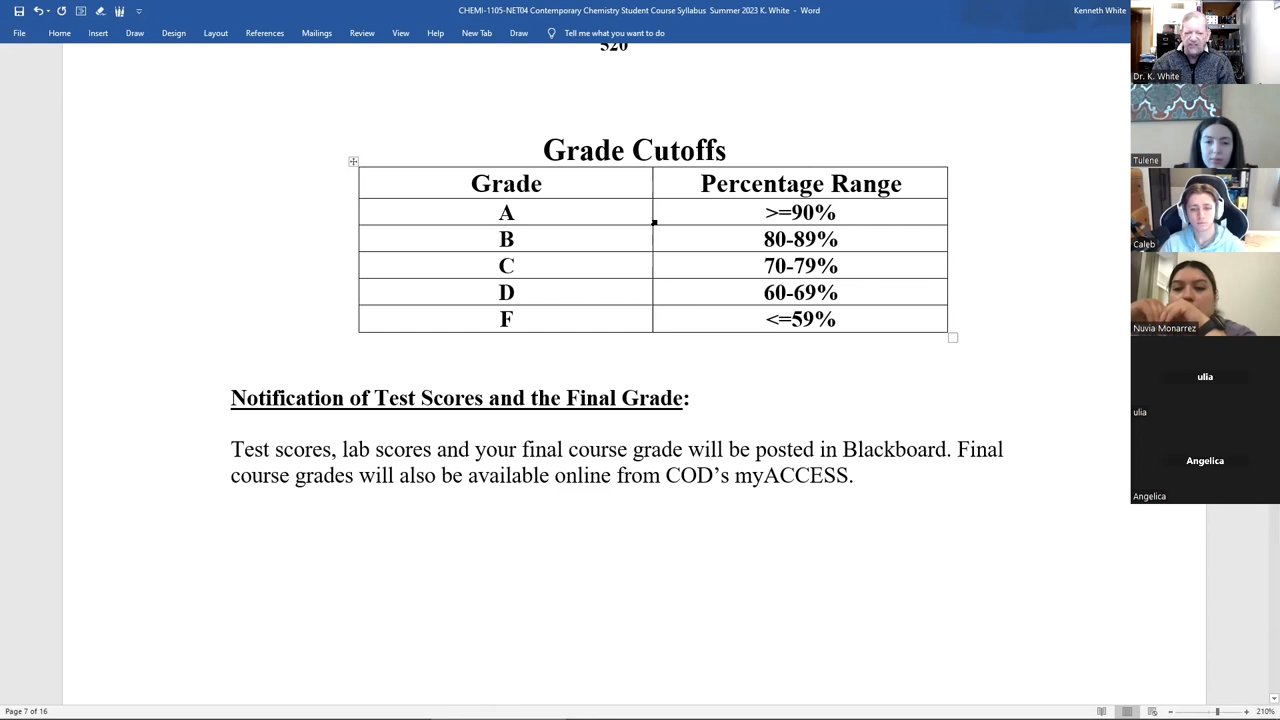 CHEMI-1105-NET04 Contemporary Chemistry Student Course Syllabus Summer 2023 K. White - Word
Kenneth White
File Home Insert Draw Design Layout References Mailings Review View Help New Tab Draw Tell me what you want to do
520
Grade Cutoffs
Grade Percentage Range
A >=90%
B 80-89%
C 70-79%
D 60-69%
F <=59%
Notification of Test Scores and the Final Grade:
Test scores, lab scores and your final course grade will be posted in Blackboard. Final
course grades will also be available online from COD's myACCESS.
Dr. K. White
Tulene
Caleb
Nuvia Monarrez
ulia
ulia
Angelica
Angelica
Page 7 of 16
210%